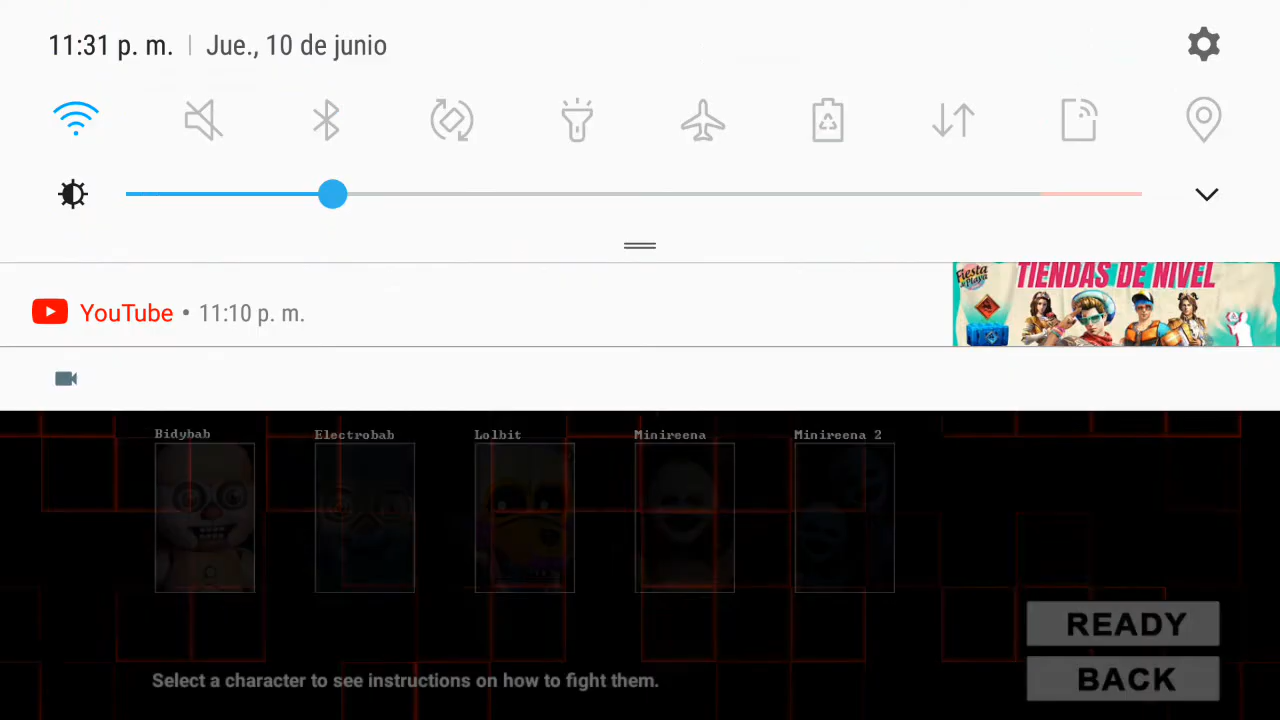 11:31 p. m. | Jue., 10 de junio
YouTube • 11:10 p. m.
Fiesta de Playa
TIENDAS DE NIVEL
Bidybab Electrobab Lolbit Minireena Minireena 2
READY
Select a character to see instructions on how to fight them.
BACK